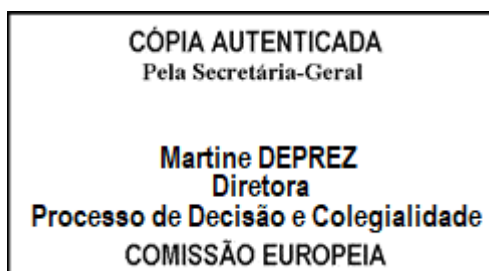 CÓPIA AUTENTICADA
Pela Secretária-Geral
Martine DEPREZ
Diretora
Processo de Decisão e Colegialidade
COMISSÃO EUROPEIA